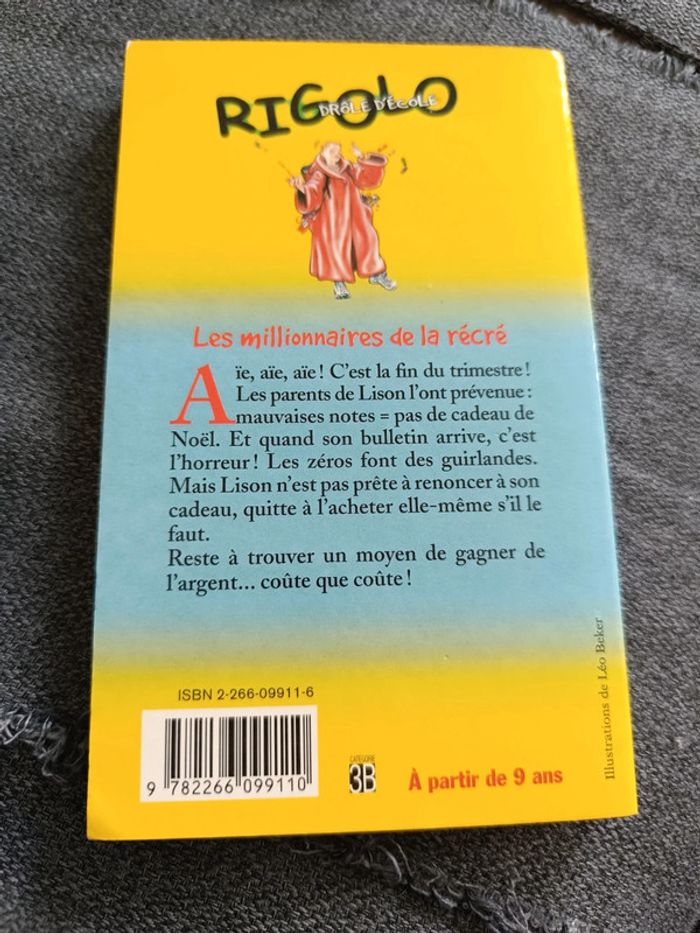 RIGOLO
DRÔLE D'ÉCOLE
Les millionnaires de la récré
Aïe, aïe, aïe ! C'est la fin du trimestre !
Les parents de Lison l'ont prévenue :
mauvaises notes = pas de cadeau de
Noël. Et quand son bulletin arrive, c'est
l'horreur ! Les zéros font des guirlandes.
Mais Lison n'est pas prête à renoncer à son
cadeau, quitte à l'acheter elle-même s'il le
faut.
Reste à trouver un moyen de gagner de
l'argent... coûte que coûte !
Illustrations de Léo Beker
ISBN 2-266-09911-6
9 782266 099110
CATÉGORIE
3B
À partir de 9 ans